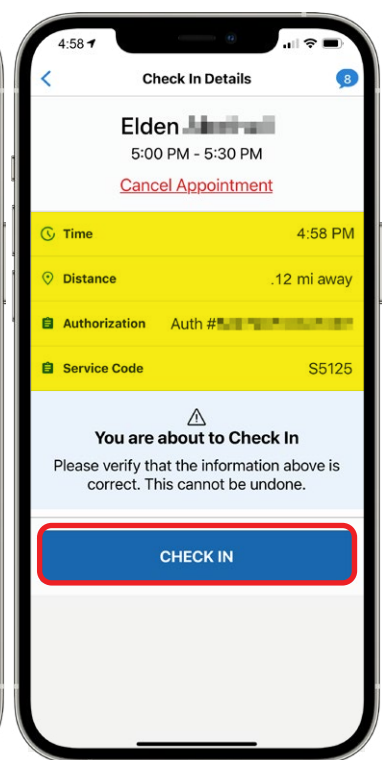 4:58
Check In Details
8
Elden
5:00 PM - 5:30 PM
Cancel Appointment
Time 4:58 PM
Distance .12 mi away
Authorization Auth #
Service Code S5125
You are about to Check In
Please verify that the information above is
correct. This cannot be undone.
CHECK IN